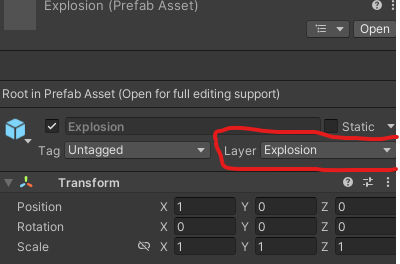 Explosion (Prefab Asset)
Open
Root in Prefab Asset (Open for full editing support)
Explosion Static
Tag Untagged Layer Explosion
Transform
Position X 1 Y 0 Z 0
Rotation X 0 Y 0 Z 0
Scale X 1 Y 1 Z 1